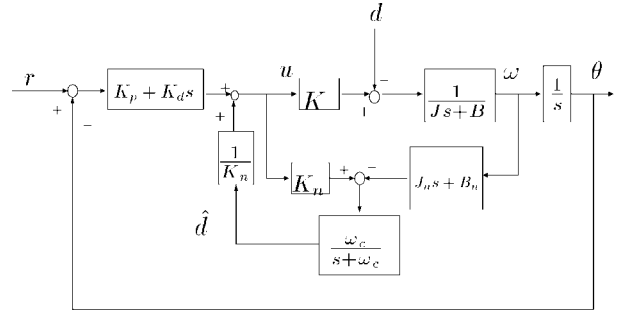 d
r
+
−
K_p + K_d s
+
+
u
K
+
−
1/(Js+B)
ω
1/s
θ
1/K_n
K_n
+
−
J_n s + B_n
d̂
ω_c/(s+ω_c)